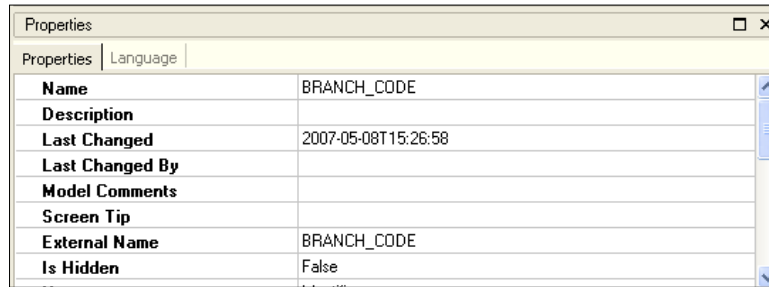 Properties
Properties Language
Name BRANCH_CODE
Description
Last Changed 2007-05-08T15:26:58
Last Changed By
Model Comments
Screen Tip
External Name BRANCH_CODE
Is Hidden False